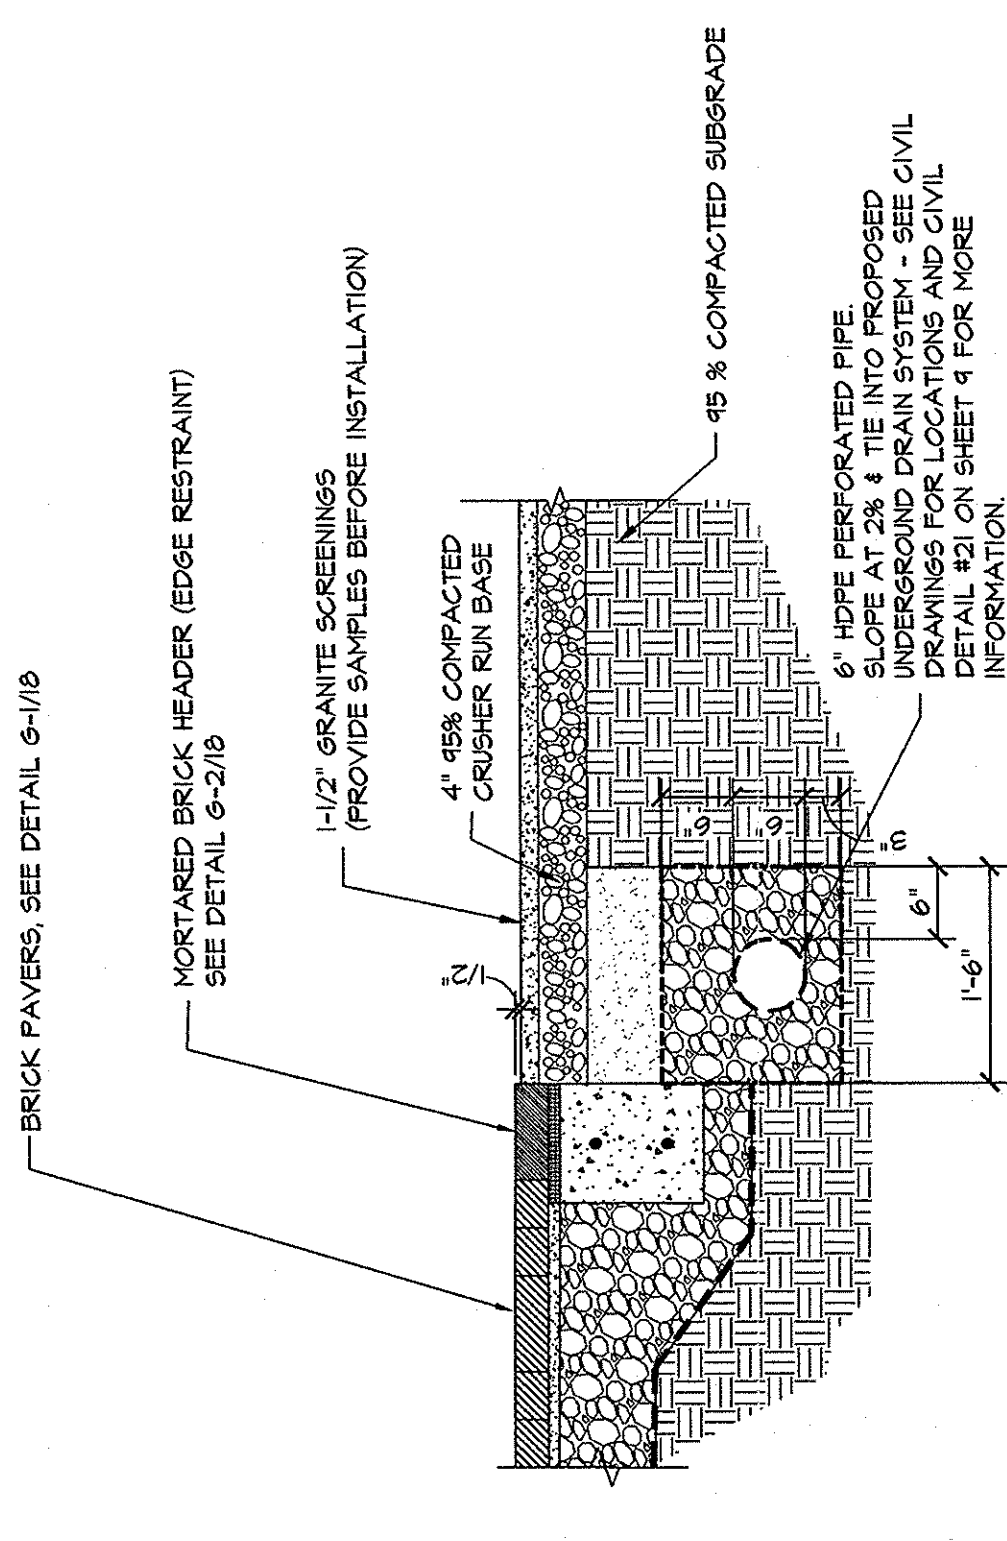 BRICK PAVERS, SEE DETAIL G-1/18
MORTARED BRICK HEADER (EDGE RESTRAINT)
SEE DETAIL G-2/18
1-1/2" GRANITE SCREENINGS
(PROVIDE SAMPLES BEFORE INSTALLATION)
4" 95% COMPACTED
CRUSHER RUN BASE
95 % COMPACTED SUBGRADE
6" HDPE PERFORATED PIPE.
SLOPE AT 2% & TIE INTO PROPOSED
UNDERGROUND DRAIN SYSTEM - SEE CIVIL
DRAWINGS FOR LOCATIONS AND CIVIL
DETAIL #21 ON SHEET 9 FOR MORE
INFORMATION.
1/2"
6"
6"
3"
6"
1'-6"